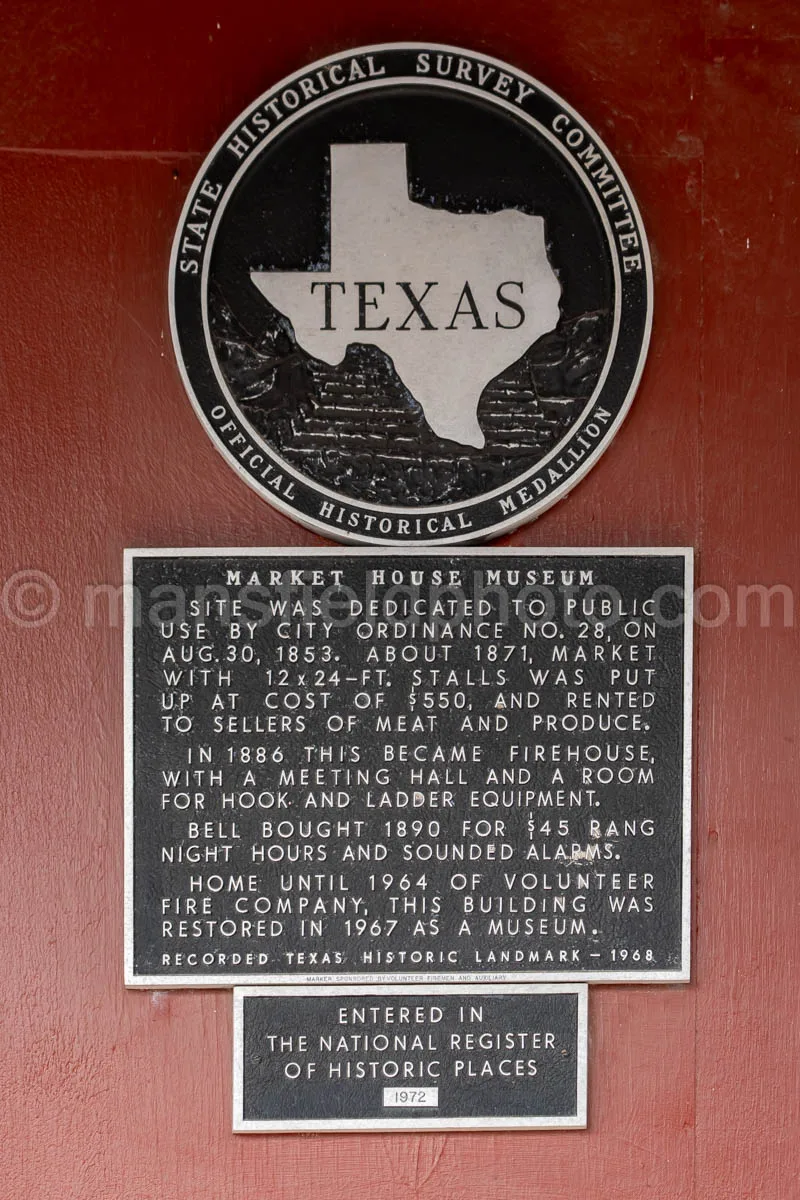 STATE HISTORICAL SURVEY COMMITTEE
TEXAS
OFFICIAL HISTORICAL MEDALLION
MARKET HOUSE MUSEUM
© mansfieldphoto.com
SITE WAS DEDICATED TO PUBLIC
USE BY CITY ORDINANCE NO. 28, ON
AUG. 30, 1853. ABOUT 1871, MARKET
WITH 12x24-FT. STALLS WAS PUT
UP AT COST OF $550, AND RENTED
TO SELLERS OF MEAT AND PRODUCE.
IN 1886 THIS BECAME FIREHOUSE,
WITH A MEETING HALL AND A ROOM
FOR HOOK AND LADDER EQUIPMENT.
BELL BOUGHT 1890 FOR $45 RANG
NIGHT HOURS AND SOUNDED ALARMS.
HOME UNTIL 1964 OF VOLUNTEER
FIRE COMPANY, THIS BUILDING WAS
RESTORED IN 1967 AS A MUSEUM.
RECORDED TEXAS HISTORIC LANDMARK – 1968
MARKER SPONSORED BY VOLUNTEER FIREMEN AND AUXILIARY
ENTERED IN
THE NATIONAL REGISTER
OF HISTORIC PLACES
1972